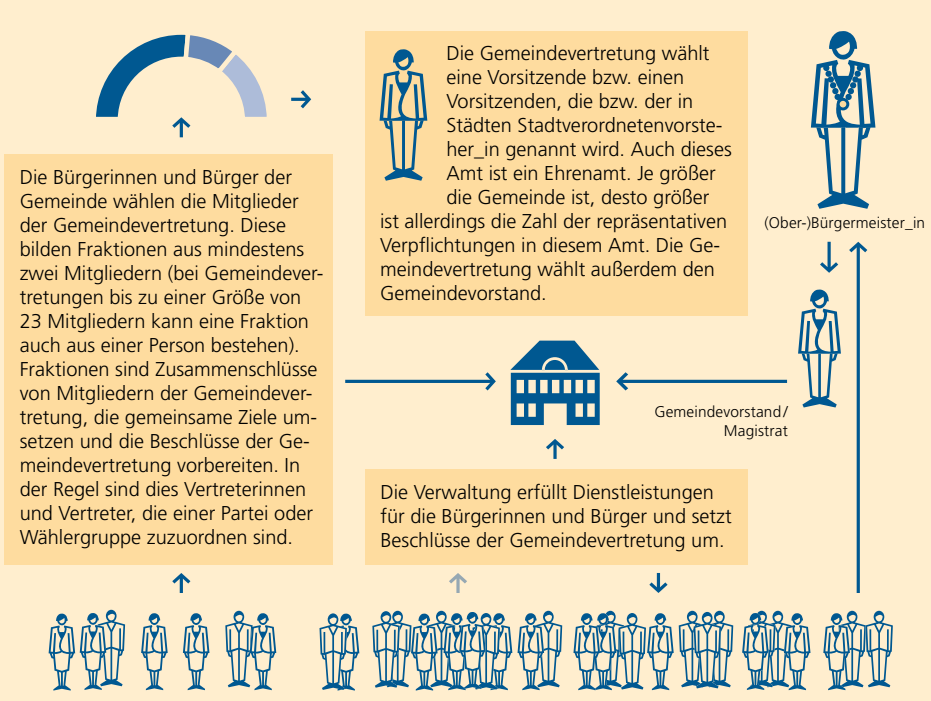 Die Bürgerinnen und Bürger der
Gemeinde wählen die Mitglieder
der Gemeindevertretung. Diese
bilden Fraktionen aus mindestens
zwei Mitgliedern (bei Gemeindever-
tretungen bis zu einer Größe von
23 Mitgliedern kann eine Fraktion
auch aus einer Person bestehen).
Fraktionen sind Zusammenschlüsse
von Mitgliedern der Gemeindever-
tretung, die gemeinsame Ziele um-
setzen und die Beschlüsse der Ge-
meindevertretung vorbereiten. In
der Regel sind dies Vertreterinnen
und Vertreter, die einer Partei oder
Wählergruppe zuzuordnen sind.
Die Gemeindevertretung wählt
eine Vorsitzende bzw. einen
Vorsitzenden, die bzw. der in
Städten Stadtverordnetenvorste-
her_in genannt wird. Auch dieses
Amt ist ein Ehrenamt. Je größer
die Gemeinde ist, desto größer
ist allerdings die Zahl der repräsentativen
Verpflichtungen in diesem Amt. Die Ge-
meindevertretung wählt außerdem den
Gemeindevorstand.
(Ober-)Bürgermeister_in
Gemeindevorstand/
Magistrat
Die Verwaltung erfüllt Dienstleistungen
für die Bürgerinnen und Bürger und setzt
Beschlüsse der Gemeindevertretung um.